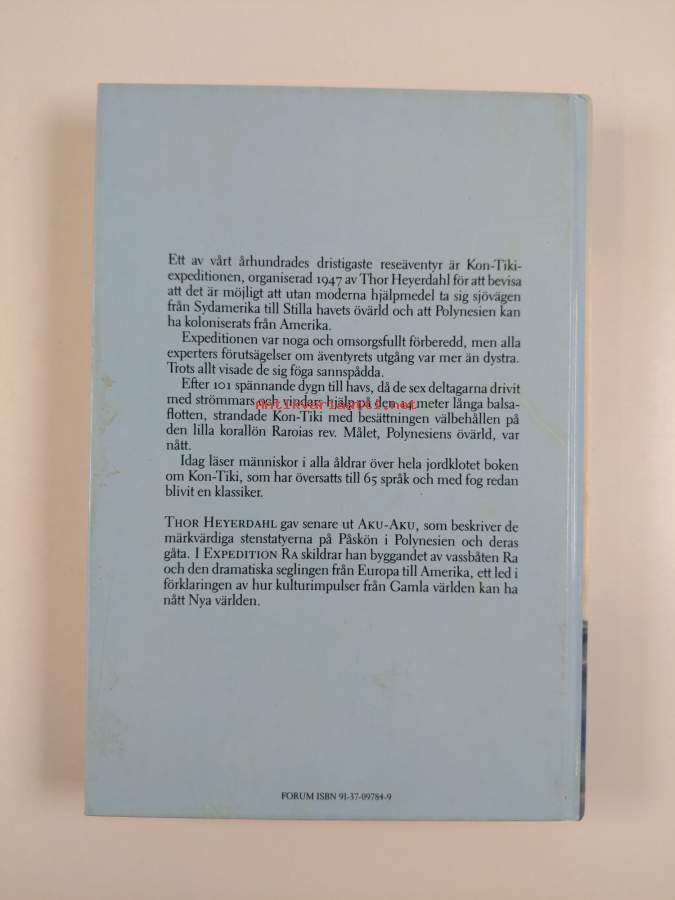 Ett av vårt århundrades dristigaste reseäventyr är Kon-Tiki-
expeditionen, organiserad 1947 av Thor Heyerdahl för att bevisa
att det är möjligt att utan moderna hjälpmedel ta sig sjövägen
från Sydamerika till Stilla havets övärld och att Polynesien kan
ha koloniserats från Amerika.
Expeditionen var noga och omsorgsfullt förberedd, men alla
experters förutsägelser om äventyrets utgång var mer än dystra.
Trots allt visade de sig föga sannspådda.
Efter 101 spännande dygn till havs, då de sex deltagarna drivit
med strömmars och vindars hjälp på den 14 meter långa balsa-
Antikvariaatti.net
flotten, strandade Kon-Tiki med besättningen välbehållen på
den lilla korallön Raroias rev. Målet, Polynesiens övärld, var
nått.
Idag läser människor i alla åldrar över hela jordklotet boken
om Kon-Tiki, som har översatts till 65 språk och med fog redan
blivit en klassiker.
THOR HEYERDAHL gav senare ut AKU-AKU, som beskriver de
märkvärdiga stenstatyerna på Påskön i Polynesien och deras
gåta. I EXPEDITION RA skildrar han byggandet av vassbåten Ra
och den dramatiska seglingen från Europa till Amerika, ett led i
förklaringen av hur kulturimpulser från Gamla världen kan ha
nått Nya världen.
FORUM ISBN 91-37-09784-9